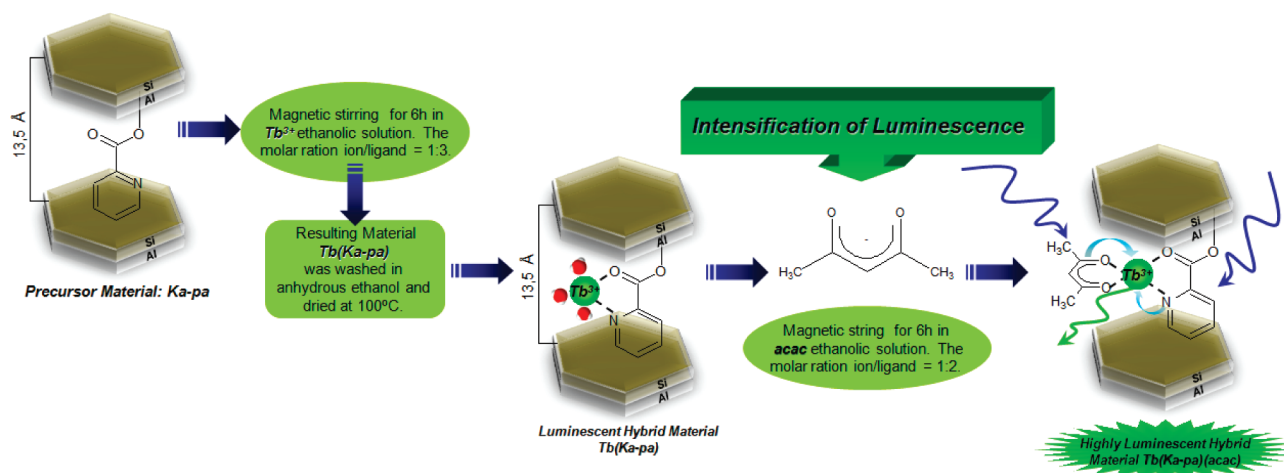 13,5 Å
Si
Al
O
O
N
Si
Al
Precursor Material: Ka-pa
Magnetic stirring for 6h in
Tb3+ ethanolic solution. The
molar ration ion/ligand = 1:3.
Resulting Material
Tb(Ka-pa)
was washed in
anhydrous ethanol and
dried at 100ºC.
13,5 Å
Si
Al
O
O
Tb3+
N
Si
Al
Luminescent Hybrid Material
Tb(Ka-pa)
Intensification of Luminescence
O
O
-
H3C
CH3
Magnetic string for 6h in
acac ethanolic solution. The
molar ration ion/ligand = 1:2.
Si
Al
CH3
O
O
O
Tb3+
O
N
CH3
Si
Al
Highly Luminescent Hybrid
Material Tb(Ka-pa)(acac)